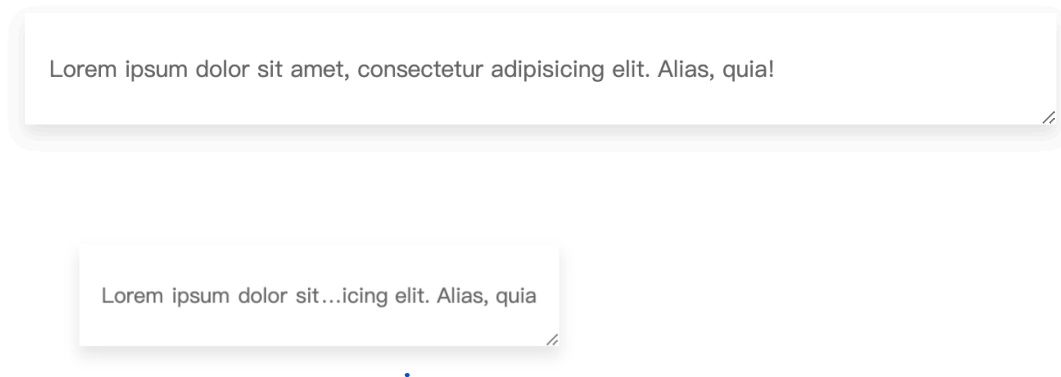 Lorem ipsum dolor sit amet, consectetur adipisicing elit. Alias, quia!
Lorem ipsum dolor sit...icing elit. Alias, quia